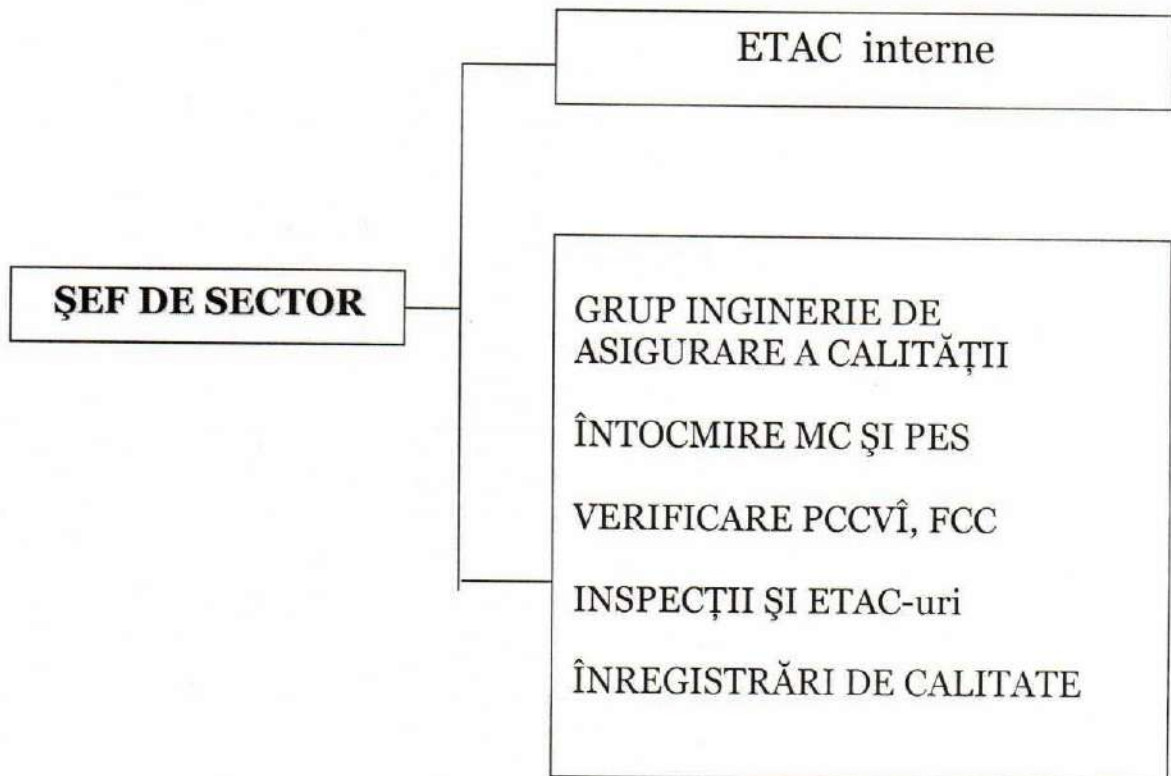 ETAC interne
ŞEF DE SECTOR
GRUP INGINERIE DE
ASIGURARE A CALITĂŢII
ÎNTOCMIRE MC ŞI PES
VERIFICARE PCCVÎ, FCC
INSPECŢII ŞI ETAC-uri
ÎNREGISTRĂRI DE CALITATE